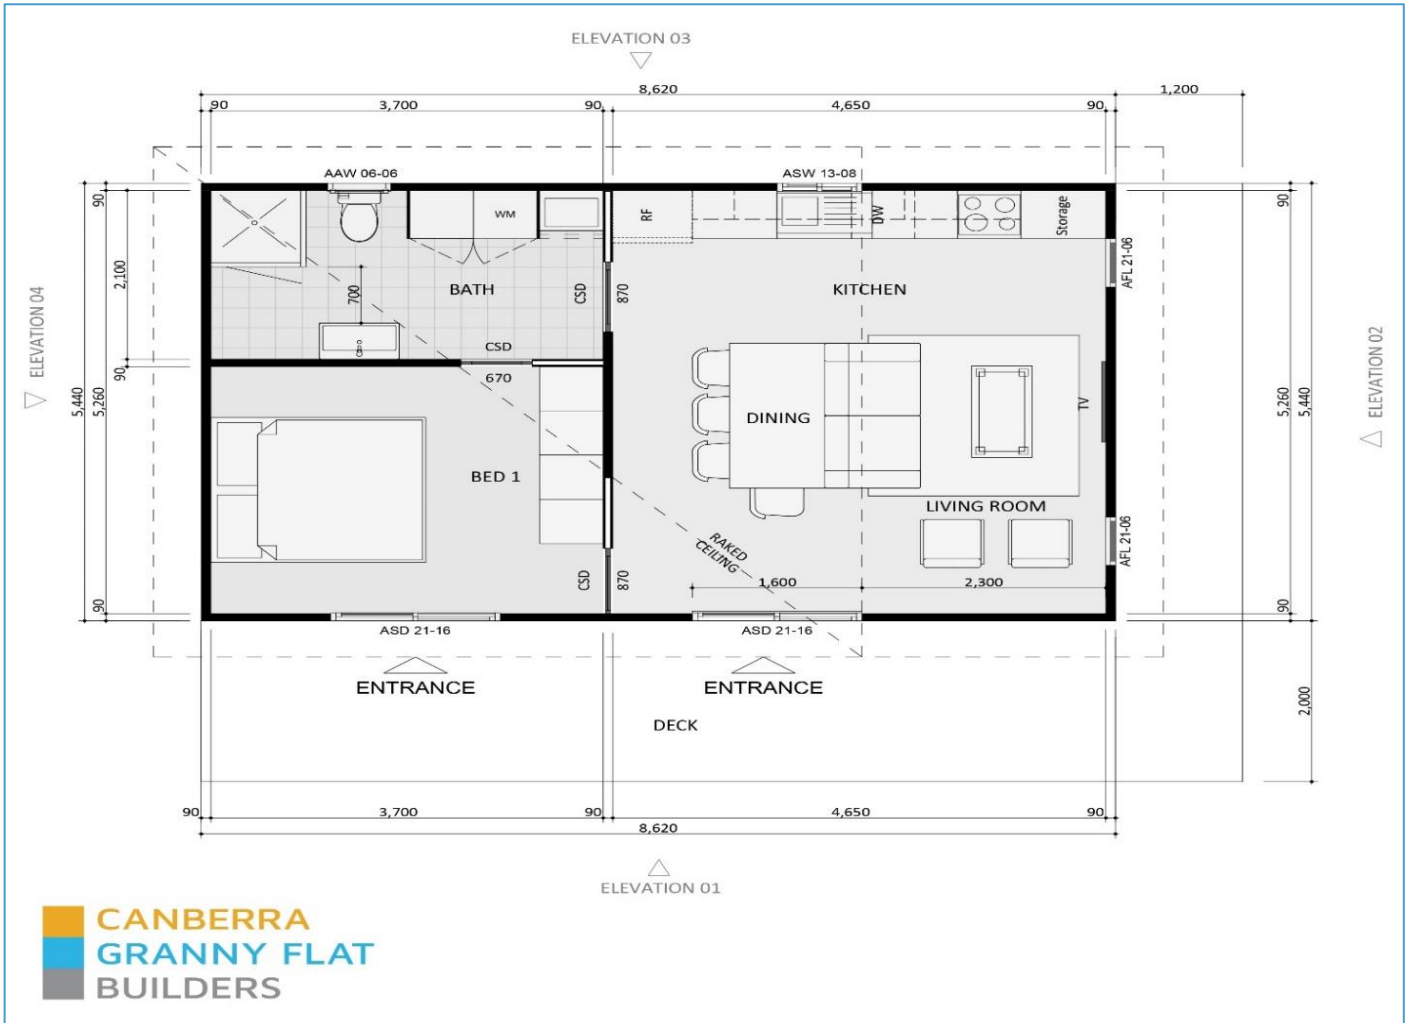 ELEVATION 03
8,620
1,200
90
3,700
90
4,650
90
AAW 06-06
ASW 13-08
90
90
WM
RF
DW
Storage
AFL 21-06
2,100
700
BATH
CSD
870
KITCHEN
ELEVATION 04
ELEVATION 02
CSD
90
670
5,440
5,260
5,260
5,440
TV
DINING
BED 1
LIVING ROOM
AFL 21-06
RAKED
CEILING
CSD
870
1,600
2,300
90
90
ASD 21-16
ASD 21-16
ENTRANCE
ENTRANCE
2,000
DECK
90
3,700
90
4,650
90
8,620
ELEVATION 01
CANBERRA
GRANNY FLAT
BUILDERS